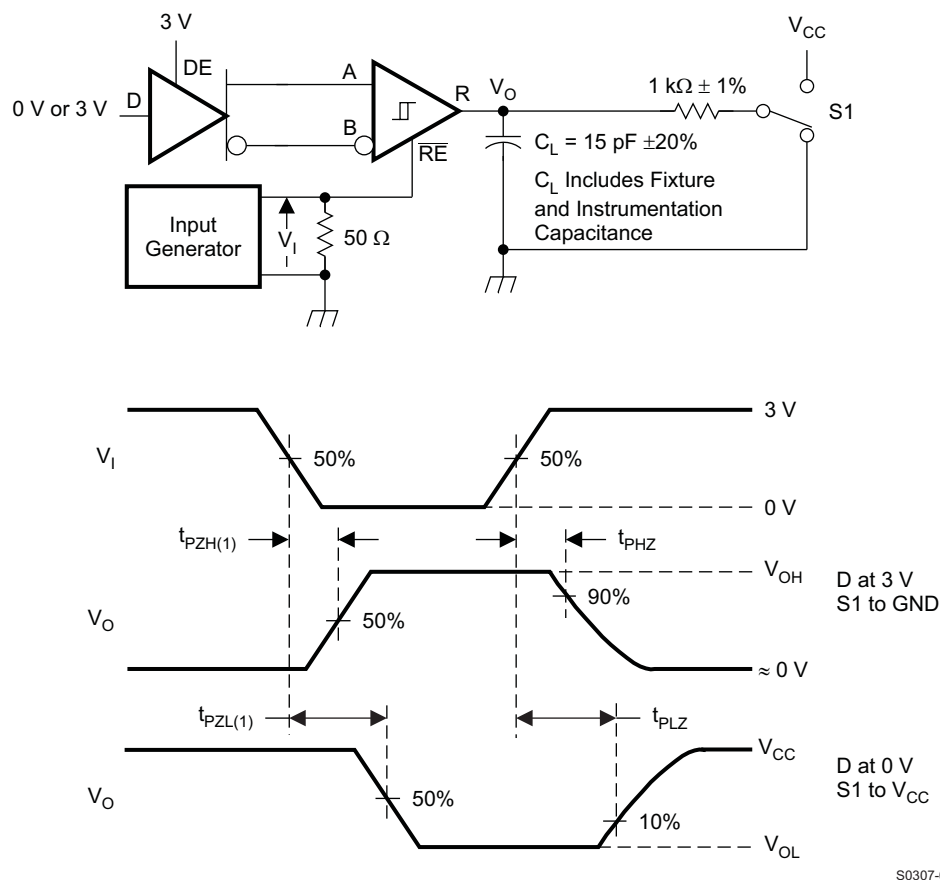 3 V
V_CC
DE
A
1 kΩ ± 1%
D
R
V_O
0 V or 3 V
S1
B
C_L = 15 pF ±20%
RE
C_L Includes Fixture
and Instrumentation
Capacitance
Input
Generator
V_I
50 Ω
3 V
V_I
50%
50%
0 V
t_PZH(1)
t_PHZ
V_OH
D at 3 V
S1 to GND
90%
V_O
50%
≈ 0 V
t_PZL(1)
t_PLZ
V_CC
D at 0 V
S1 to V_CC
V_O
50%
10%
V_OL